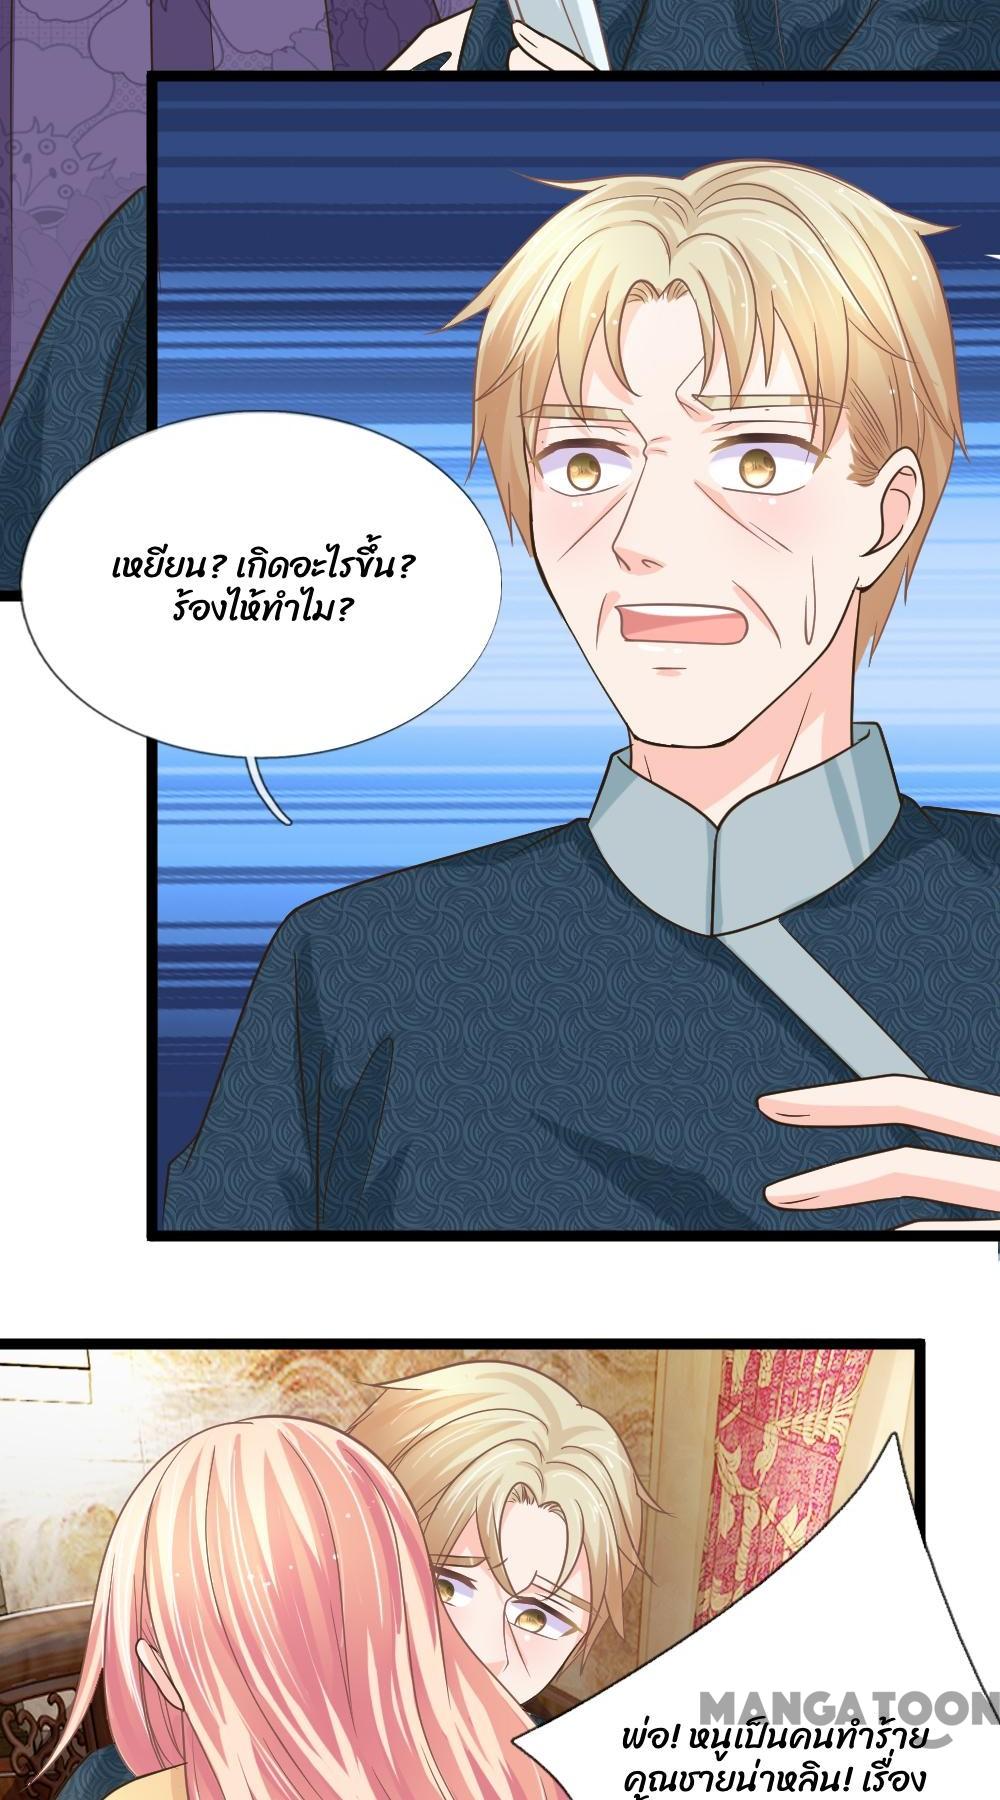 เหยียน? เกิดอะไรขึ้น?
ร้องไห้ทำไม?
MANGATOON
พ่อ! หนูเป็นคนทำร้าย
คุณชายน่าหลิน! เรื่อง